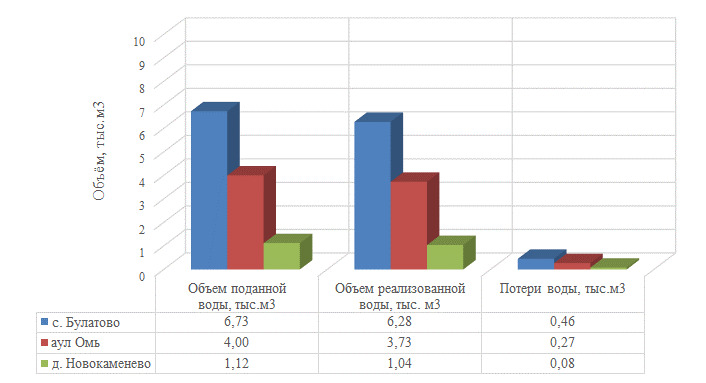 10
9
8
7
6
5
4
3
2
1
0
Объём, тыс.м3
Объем поданной
воды, тыс.м3
Объем реализованной
воды, тыс. м3
Потери воды, тыс.м3
с. Булатово 6,73 6,28 0,46
аул Омь 4,00 3,73 0,27
д. Новокаменево 1,12 1,04 0,08